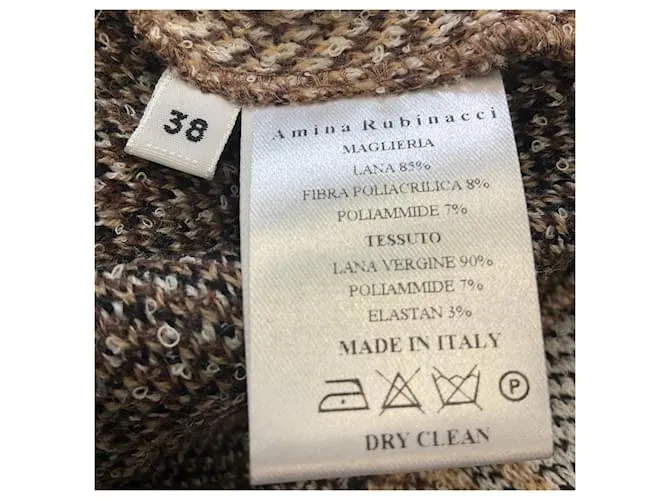 38
Amina Rubinacci
MAGLIERIA
LANA 85%
FIBRA POLIACRILICA 8%
POLIAMMIDE 7%
TESSUTO
LANA VERGINE 90%
POLIAMMIDE 7%
ELASTAN 3%
MADE IN ITALY
P
DRY CLEAN